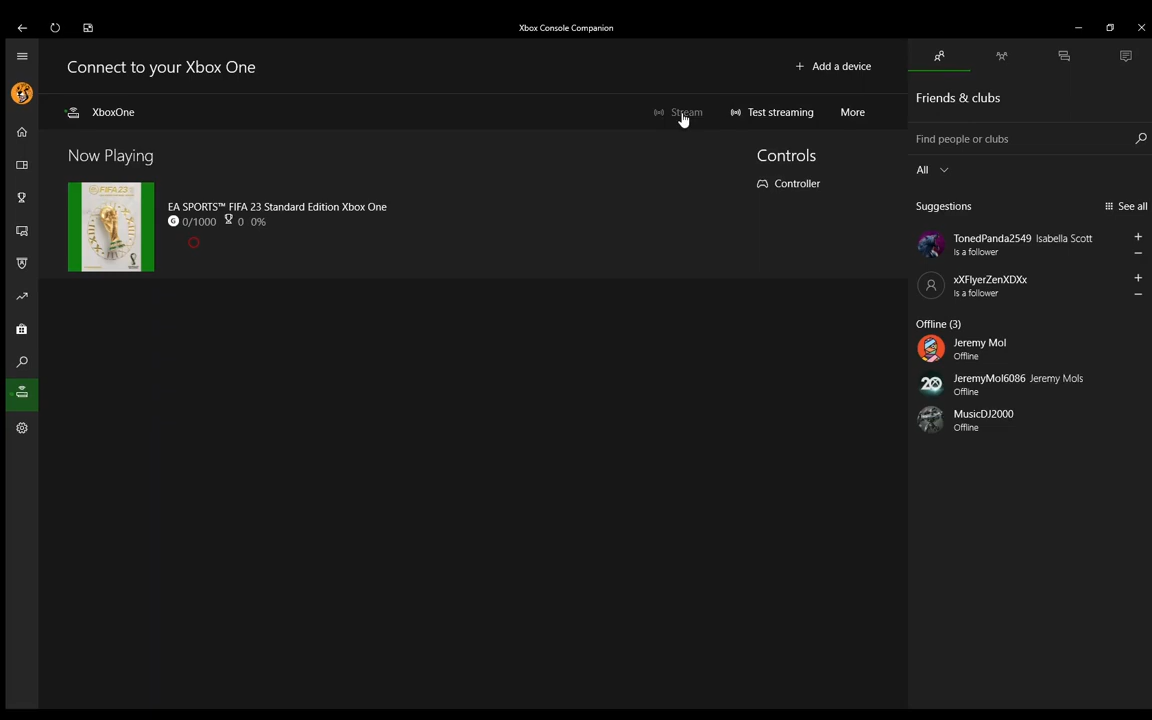 Xbox Console Companion
Connect to your Xbox One
Add a device
XboxOne
Stream
Test streaming
More
Now Playing
FIFA 23
EA SPORTS™ FIFA 23 Standard Edition Xbox One
G 0/1000 0 0%
Controls
Controller
Friends & clubs
Find people or clubs
All
Suggestions
See all
TonedPanda2549 Isabella Scott
Is a follower
xXFlyerZenXDXx
Is a follower
Offline (3)
Jeremy Mol
Offline
20
JeremyMol6086 Jeremy Mols
Offline
MusicDJ2000
Offline